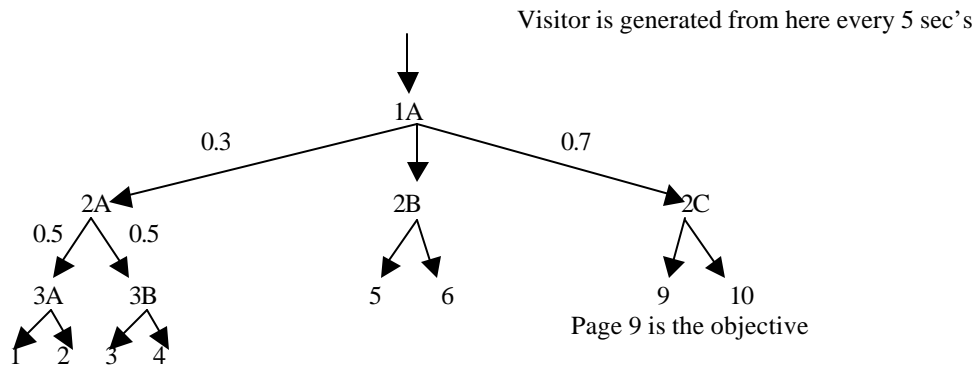 Visitor is generated from here every 5 sec's
1A
0.3 0.7
2A 2B 2C
0.5 0.5
3A 3B 5 6 9 10
Page 9 is the objective
1 2 3 4